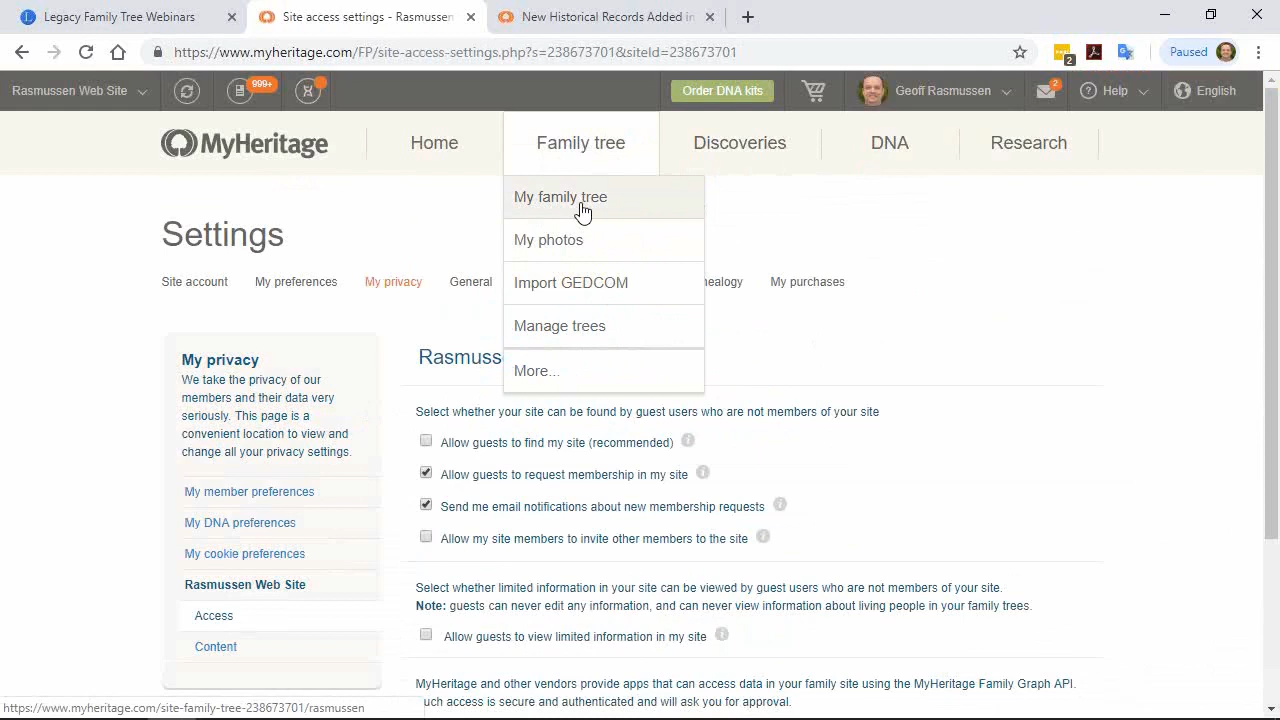 Legacy Family Tree Webinars
Site access settings - Rasmussen
New Historical Records Added in
https://www.myheritage.com/FP/site-access-settings.php?s=238673701&siteId=238673701
2
Paused
Rasmussen Web Site
999+
Order DNA kits
Geoff Rasmussen
2
Help
English
MyHeritage
Home
Family tree
Discoveries
DNA
Research
My family tree
My photos
Import GEDCOM
Manage trees
More...
Settings
Site account
My preferences
My privacy
General
nealogy
My purchases
My privacy
We take the privacy of our
members and their data very
seriously. This page is a
convenient location to view and
change all your privacy settings.
My member preferences
My DNA preferences
My cookie preferences
Rasmussen Web Site
Access
Content
Rasmusse
Select whether your site can be found by guest users who are not members of your site
Allow guests to find my site (recommended)
Allow guests to request membership in my site
Send me email notifications about new membership requests
Allow my site members to invite other members to the site
Select whether limited information in your site can be viewed by guest users who are not members of your site.
Note: guests can never edit any information, and can never view information about living people in your family trees.
Allow guests to view limited information in my site
MyHeritage and other vendors provide apps that can access data in your family site using the MyHeritage Family Graph API.
such access is secure and authenticated and will ask you for approval.
https://www.myheritage.com/site-family-tree-238673701/rasmussen